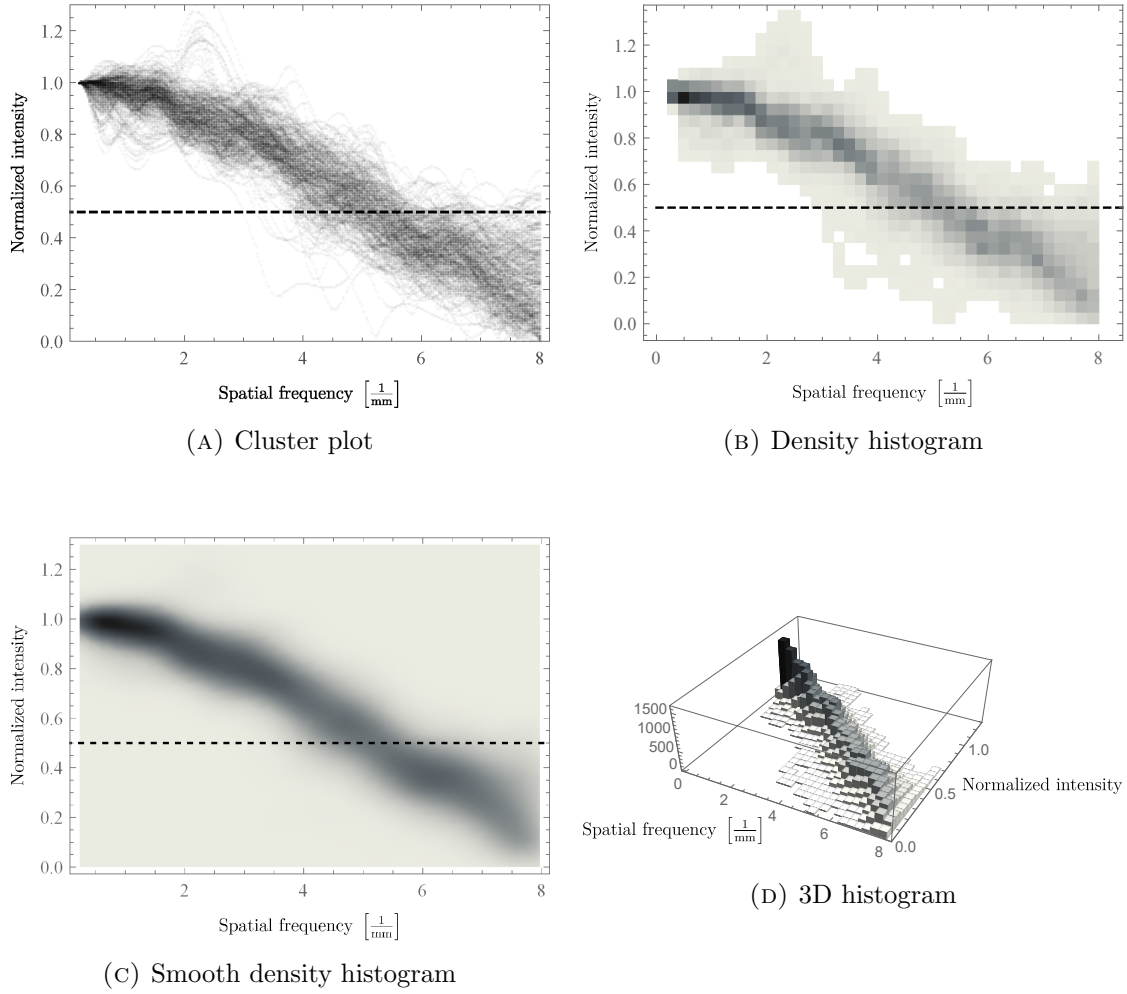 1.2
1.0
0.8
0.6
0.4
0.2
0.0
Normalized intensity
2 4 6 8
Spatial frequency [1/mm]
(A) Cluster plot
1.2
1.0
0.8
0.6
0.4
0.2
0.0
Normalized intensity
0 2 4 6 8
Spatial frequency [1/mm]
(B) Density histogram
1.2
1.0
0.8
0.6
0.4
0.2
0.0
Normalized intensity
2 4 6 8
Spatial frequency [1/mm]
(C) Smooth density histogram
1500
1000
500
0
0 2 4 6 8
Spatial frequency [1/mm]
0.0 0.5 1.0
Normalized intensity
(D) 3D histogram